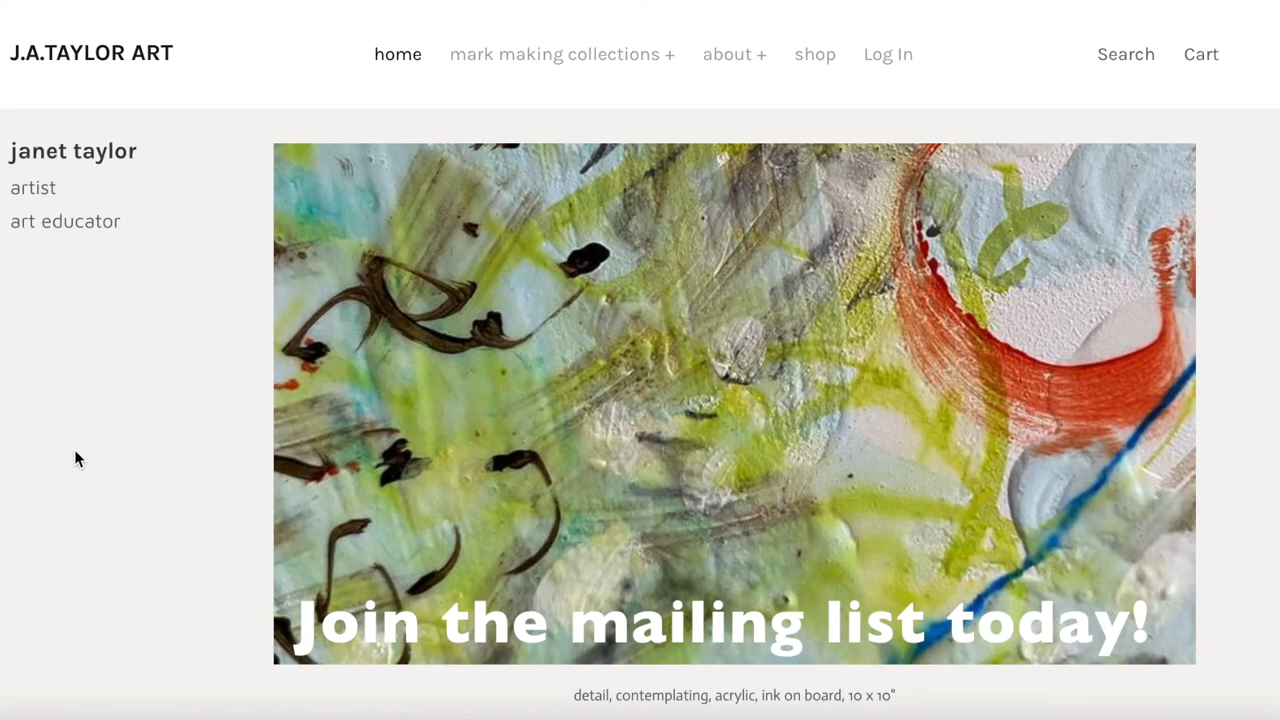 J.A.TAYLOR ART
home mark making collections + about + shop Log In
Search Cart
janet taylor
artist
art educator
Join the mailing list today!
detail, contemplating, acrylic, ink on board, 10 x 10"